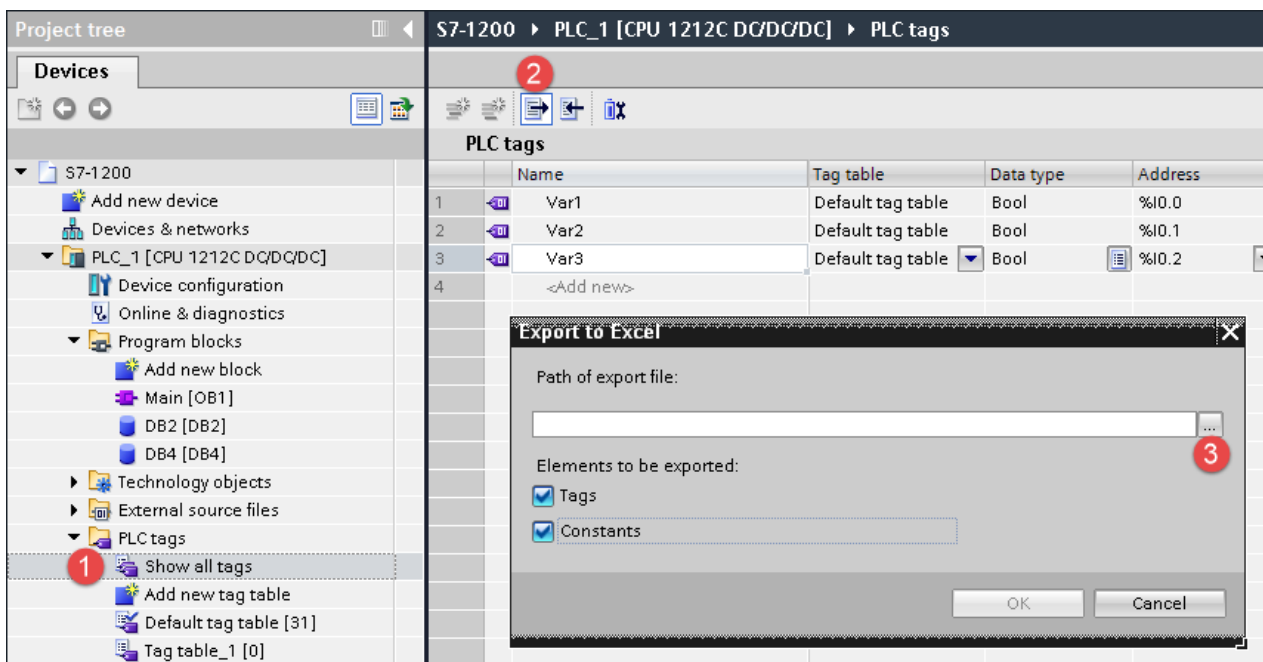 Project tree
Devices
S7-1200
Add new device
Devices & networks
PLC_1 [CPU 1212C DC/DC/DC]
Device configuration
Online & diagnostics
Program blocks
Add new block
Main [OB1]
DB2 [DB2]
DB4 [DB4]
Technology objects
External source files
PLC tags
1
Show all tags
Add new tag table
Default tag table [31]
Tag table_1 [0]
S7-1200 PLC_1 [CPU 1212C DC/DC/DC] PLC tags
2
PLC tags
Name Tag table Data type Address
1 Var1 Default tag table Bool %I0.0
2 Var2 Default tag table Bool %I0.1
3 Var3 Default tag table Bool %I0.2
4 <Add new>
Export to Excel
Path of export file:
...
3
Elements to be exported:
Tags
Constants
OK Cancel